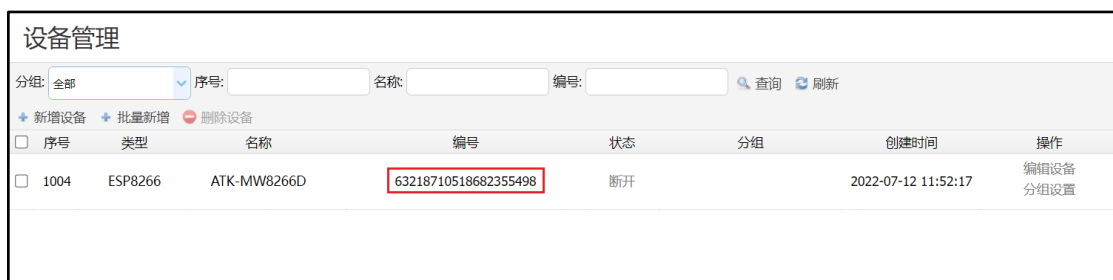 设备管理
分组: 全部 序号: 名称: 编号: 查询 刷新
新增设备 批量新增 删除设备
序号 类型 名称 编号 状态 分组 创建时间 操作
1004 ESP8266 ATK-MW8266D 63218710518682355498 断开 2022-07-12 11:52:17 编辑设备
分组设置